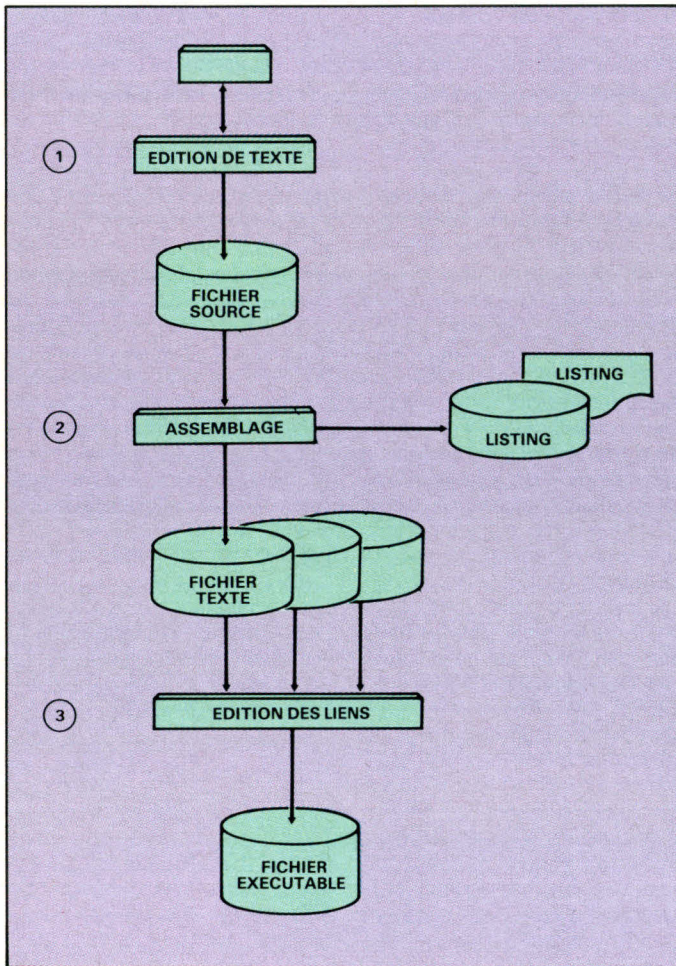 1
EDITION DE TEXTE
FICHIER
SOURCE
LISTING
2
ASSEMBLAGE
LISTING
FICHIER
TEXTE
3
EDITION DES LIENS
FICHIER
EXECUTABLE